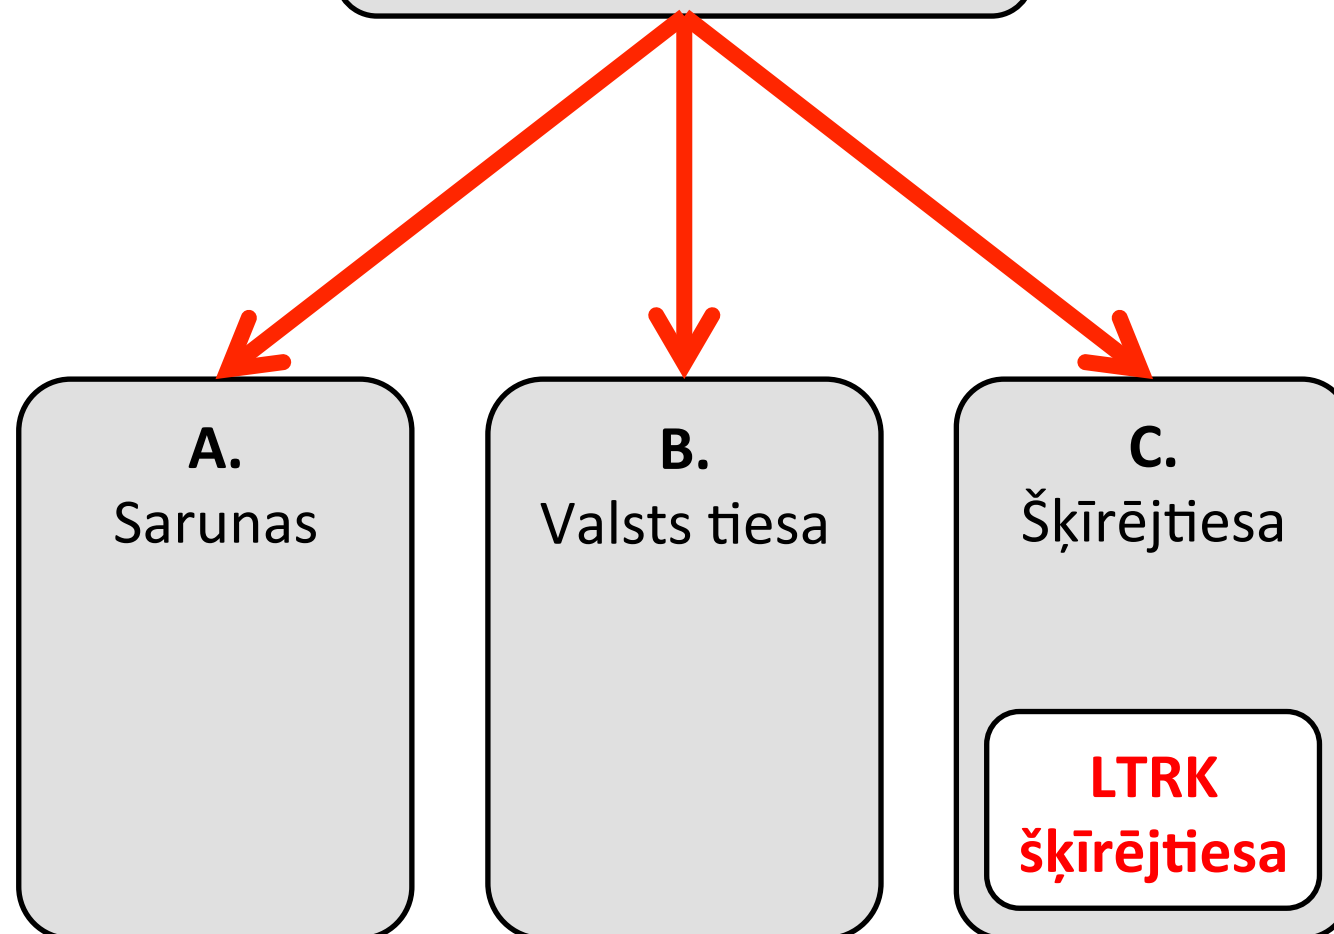 A.
Sarunas
B.
Valsts tiesa
C.
Šķīrējtiesa
LTRK
šķīrējtiesa